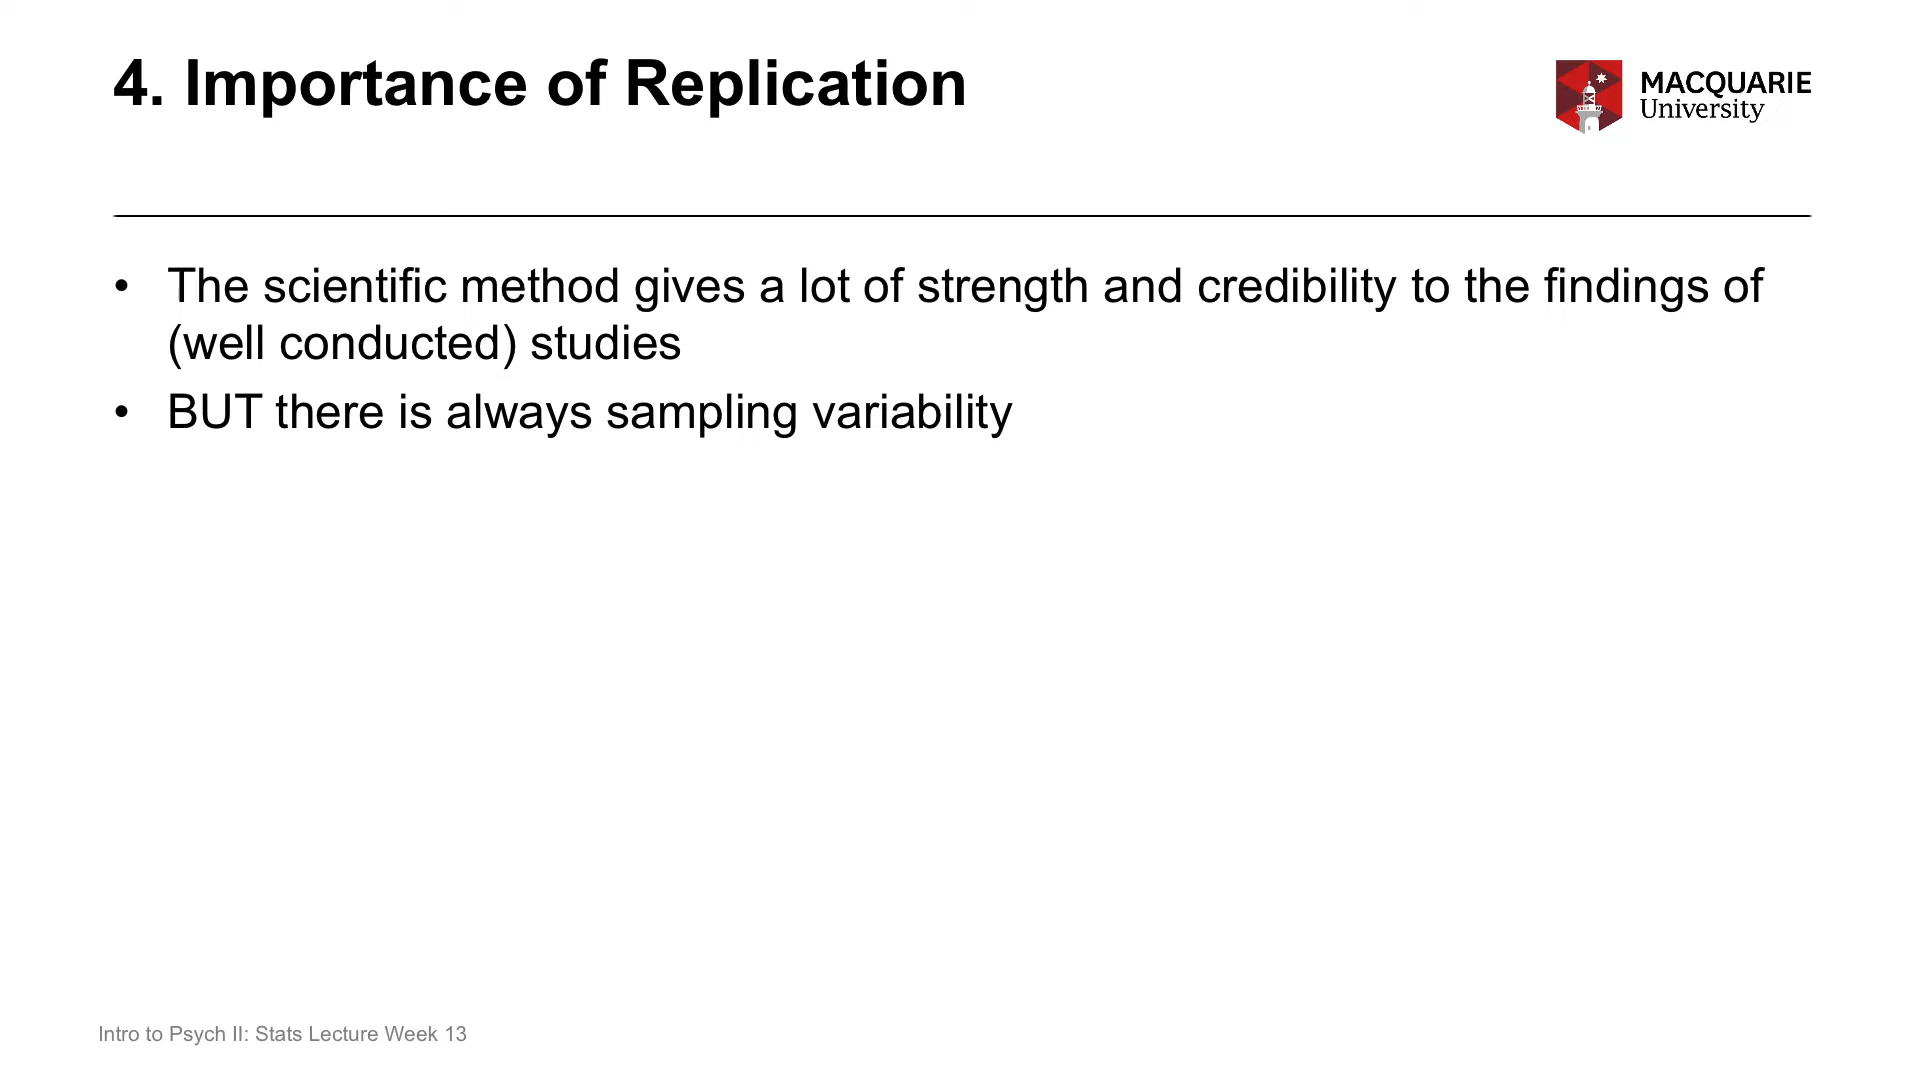 4. Importance of Replication
MACQUARIE
University
• The scientific method gives a lot of strength and credibility to the findings of
(well conducted) studies
• BUT there is always sampling variability
Intro to Psych II: Stats Lecture Week 13